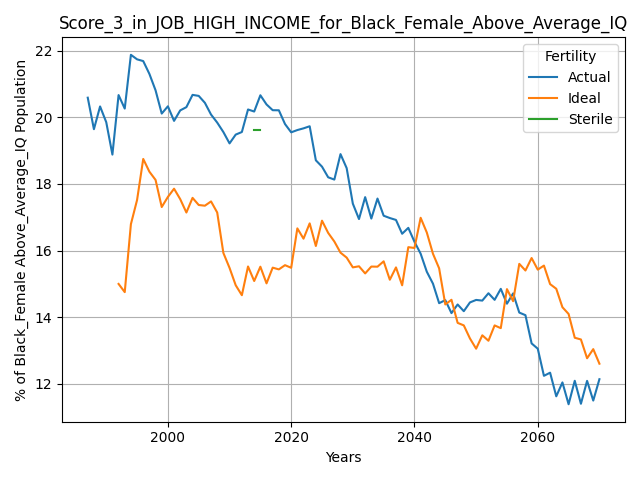 Score_3_in_JOB_HIGH_INCOME_for_Black_Female_Above_Average_IQ
% of Black_Female Above_Average_IQ Population
22
20
18
16
14
12
Fertility
Actual
Ideal
Sterile
2000
2020
2040
2060
Years